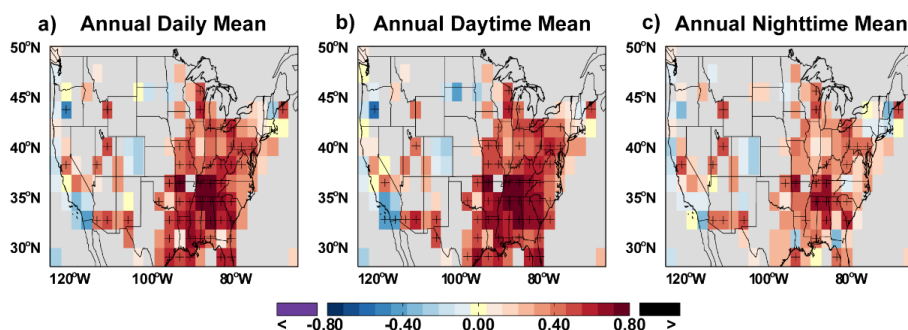 a) Annual Daily Mean
b) Annual Daytime Mean
c) Annual Nighttime Mean
50°N
45°N
40°N
35°N
30°N
120°W 100°W 80°W
50°N
45°N
40°N
35°N
30°N
120°W 100°W 80°W
50°N
45°N
40°N
35°N
30°N
120°W 100°W 80°W
< -0.80 -0.40 0.00 0.40 0.80 >